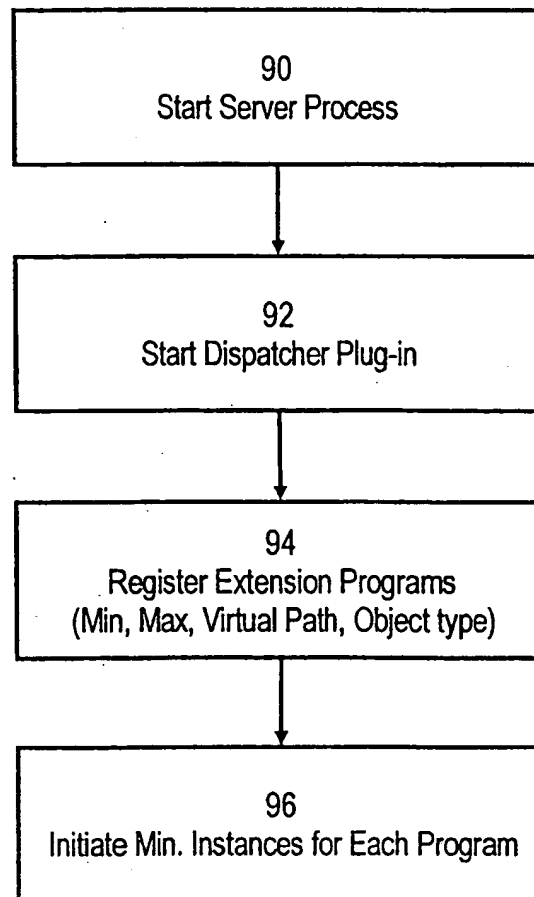 90
Start Server Process
92
Start Dispatcher Plug-in
94
Register Extension Programs
(Min, Max, Virtual Path, Object type)
96
Initiate Min. Instances for Each Program